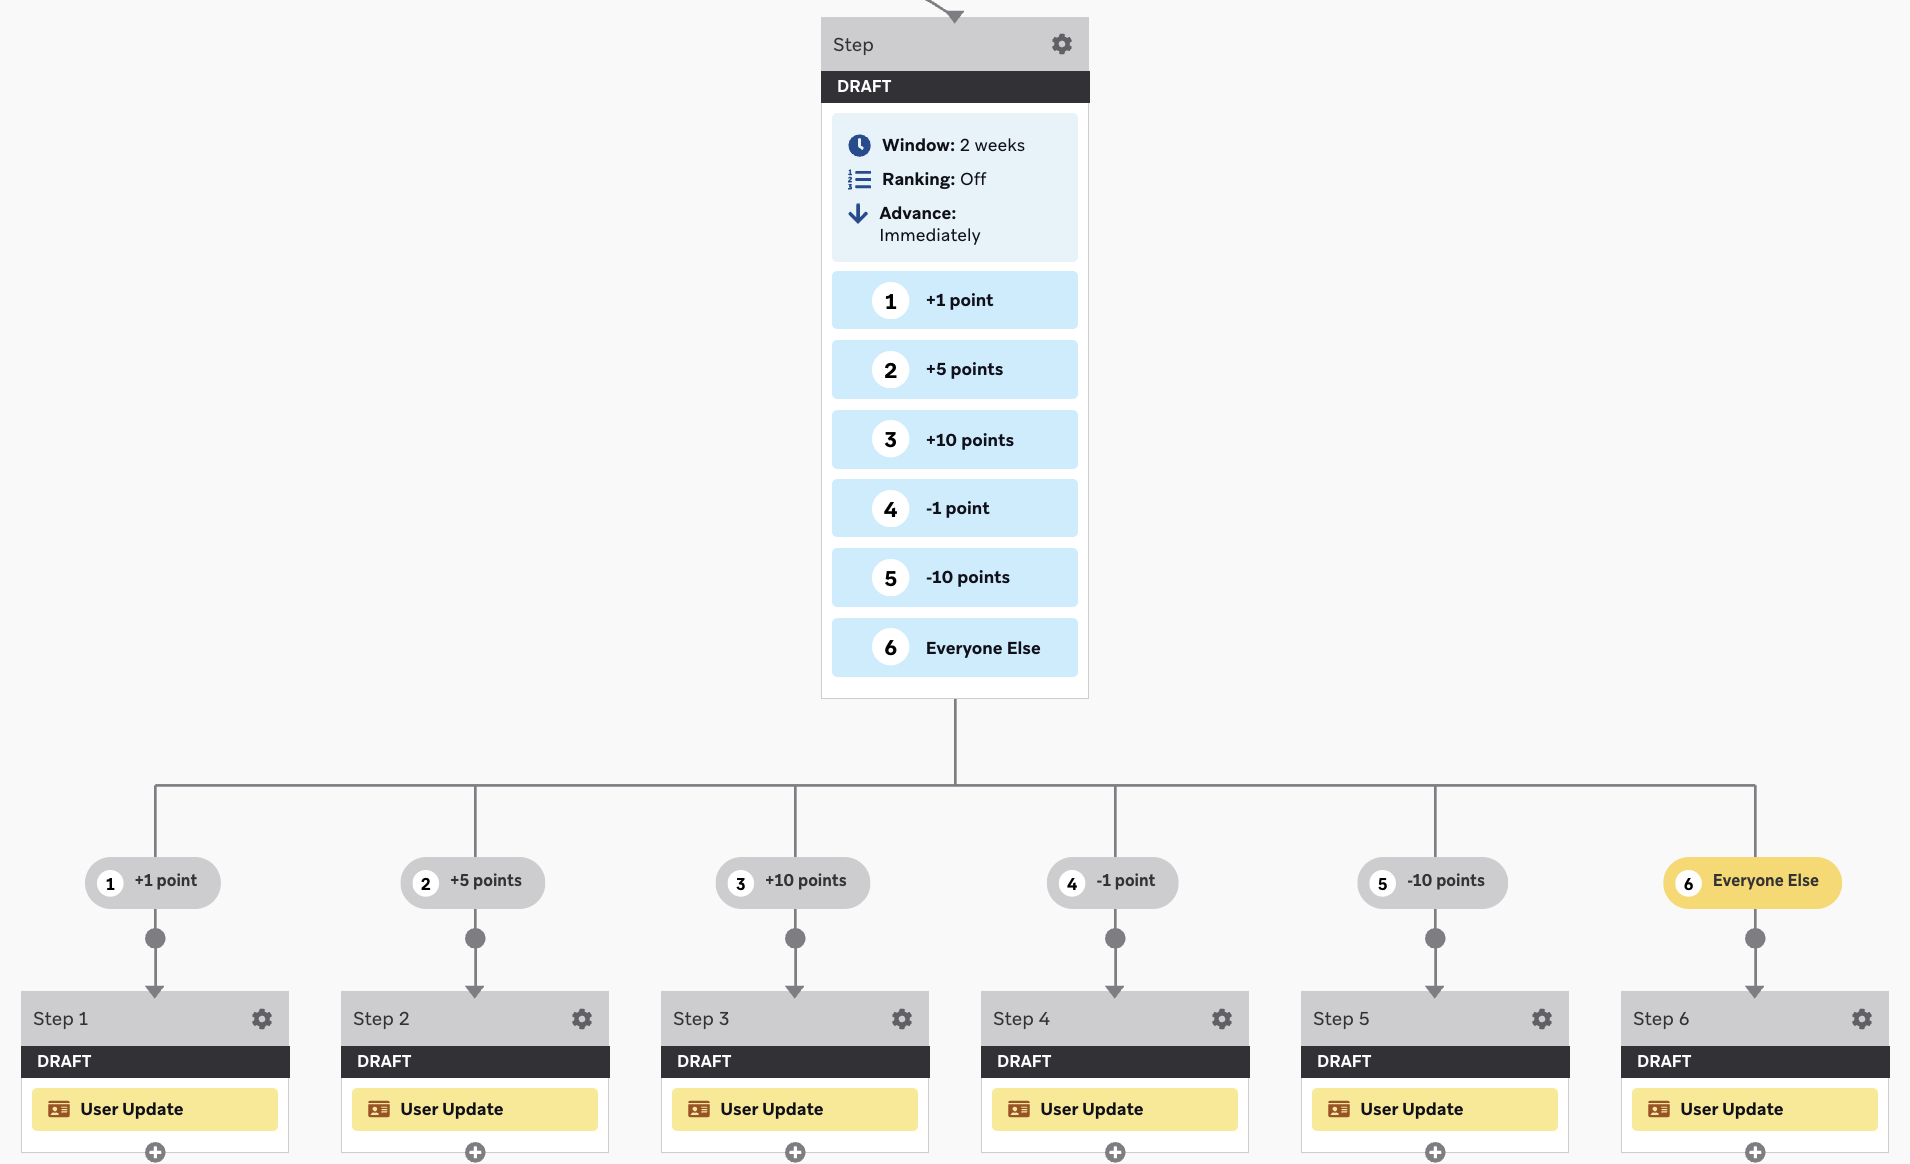 Step
DRAFT
Window: 2 weeks
Ranking: Off
Advance:
Immediately
1 +1 point
2 +5 points
3 +10 points
4 -1 point
5 -10 points
6 Everyone Else
1 +1 point
2 +5 points
3 +10 points
4 -1 point
5 -10 points
6 Everyone Else
Step 1
DRAFT
User Update
Step 2
DRAFT
User Update
Step 3
DRAFT
User Update
Step 4
DRAFT
User Update
Step 5
DRAFT
User Update
Step 6
DRAFT
User Update